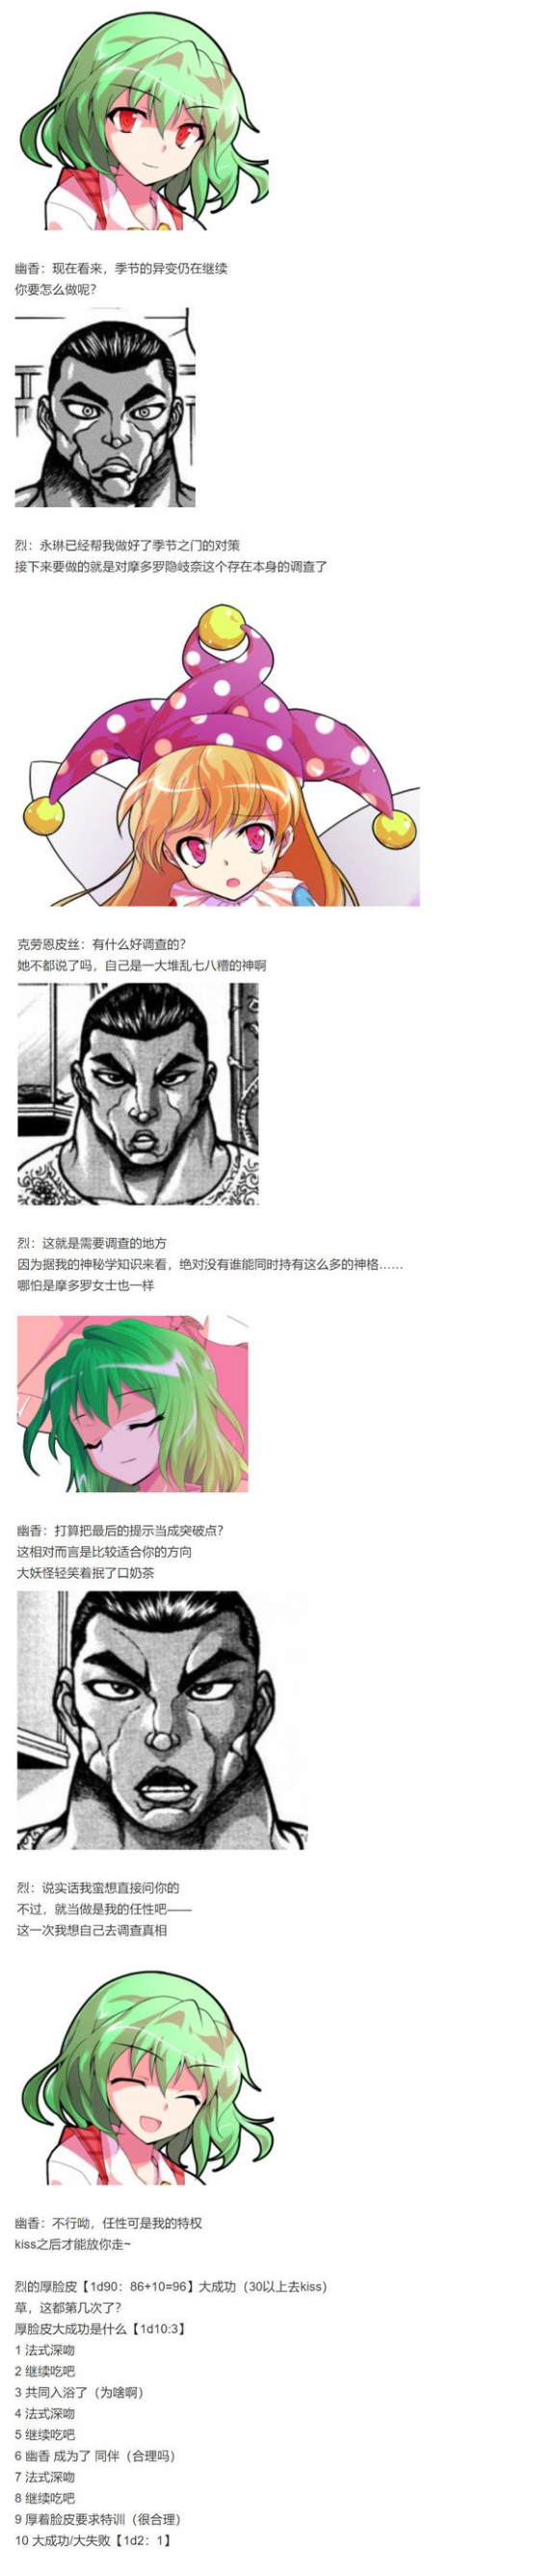 幽香：现在看来，季节的异变仍在继续
你要怎么做呢？
烈：永琳已经帮我做好了季节之门的对策
接下来要做的就是对摩多罗隐岐奈这个存在本身的调查了
克劳恩皮丝：有什么好调查的？
她不都说了吗，自己是一大堆乱七八糟的神啊
烈：这就是需要调查的地方
因为据我的神秘学知识来看，绝对没有谁能同时持有这么多的神格……
哪怕是摩多罗女士也一样
幽香：打算把最后的提示当成突破点？
这相对而言是比较适合你的方向
大妖怪轻笑着抿了口奶茶
烈：说实话我蛮想直接问你的
不过，就当做是我的任性吧——
这一次我想自己去调查真相
幽香：不行呦，任性可是我的特权
kiss之后才能放你走~
烈的厚脸皮【1d90：86+10=96】大成功（30以上去kiss）
草，这都第几次了？
厚脸皮大成功是什么【1d10:3】
1 法式深吻
2 继续吃吧
3 共同入浴了（为啥啊）
4 法式深吻
5 继续吃吧
6 幽香 成为了 同伴（合理吗）
7 法式深吻
8 继续吃吧
9 厚着脸皮要求特训（很合理）
10 大成功/大失败【1d2：1】